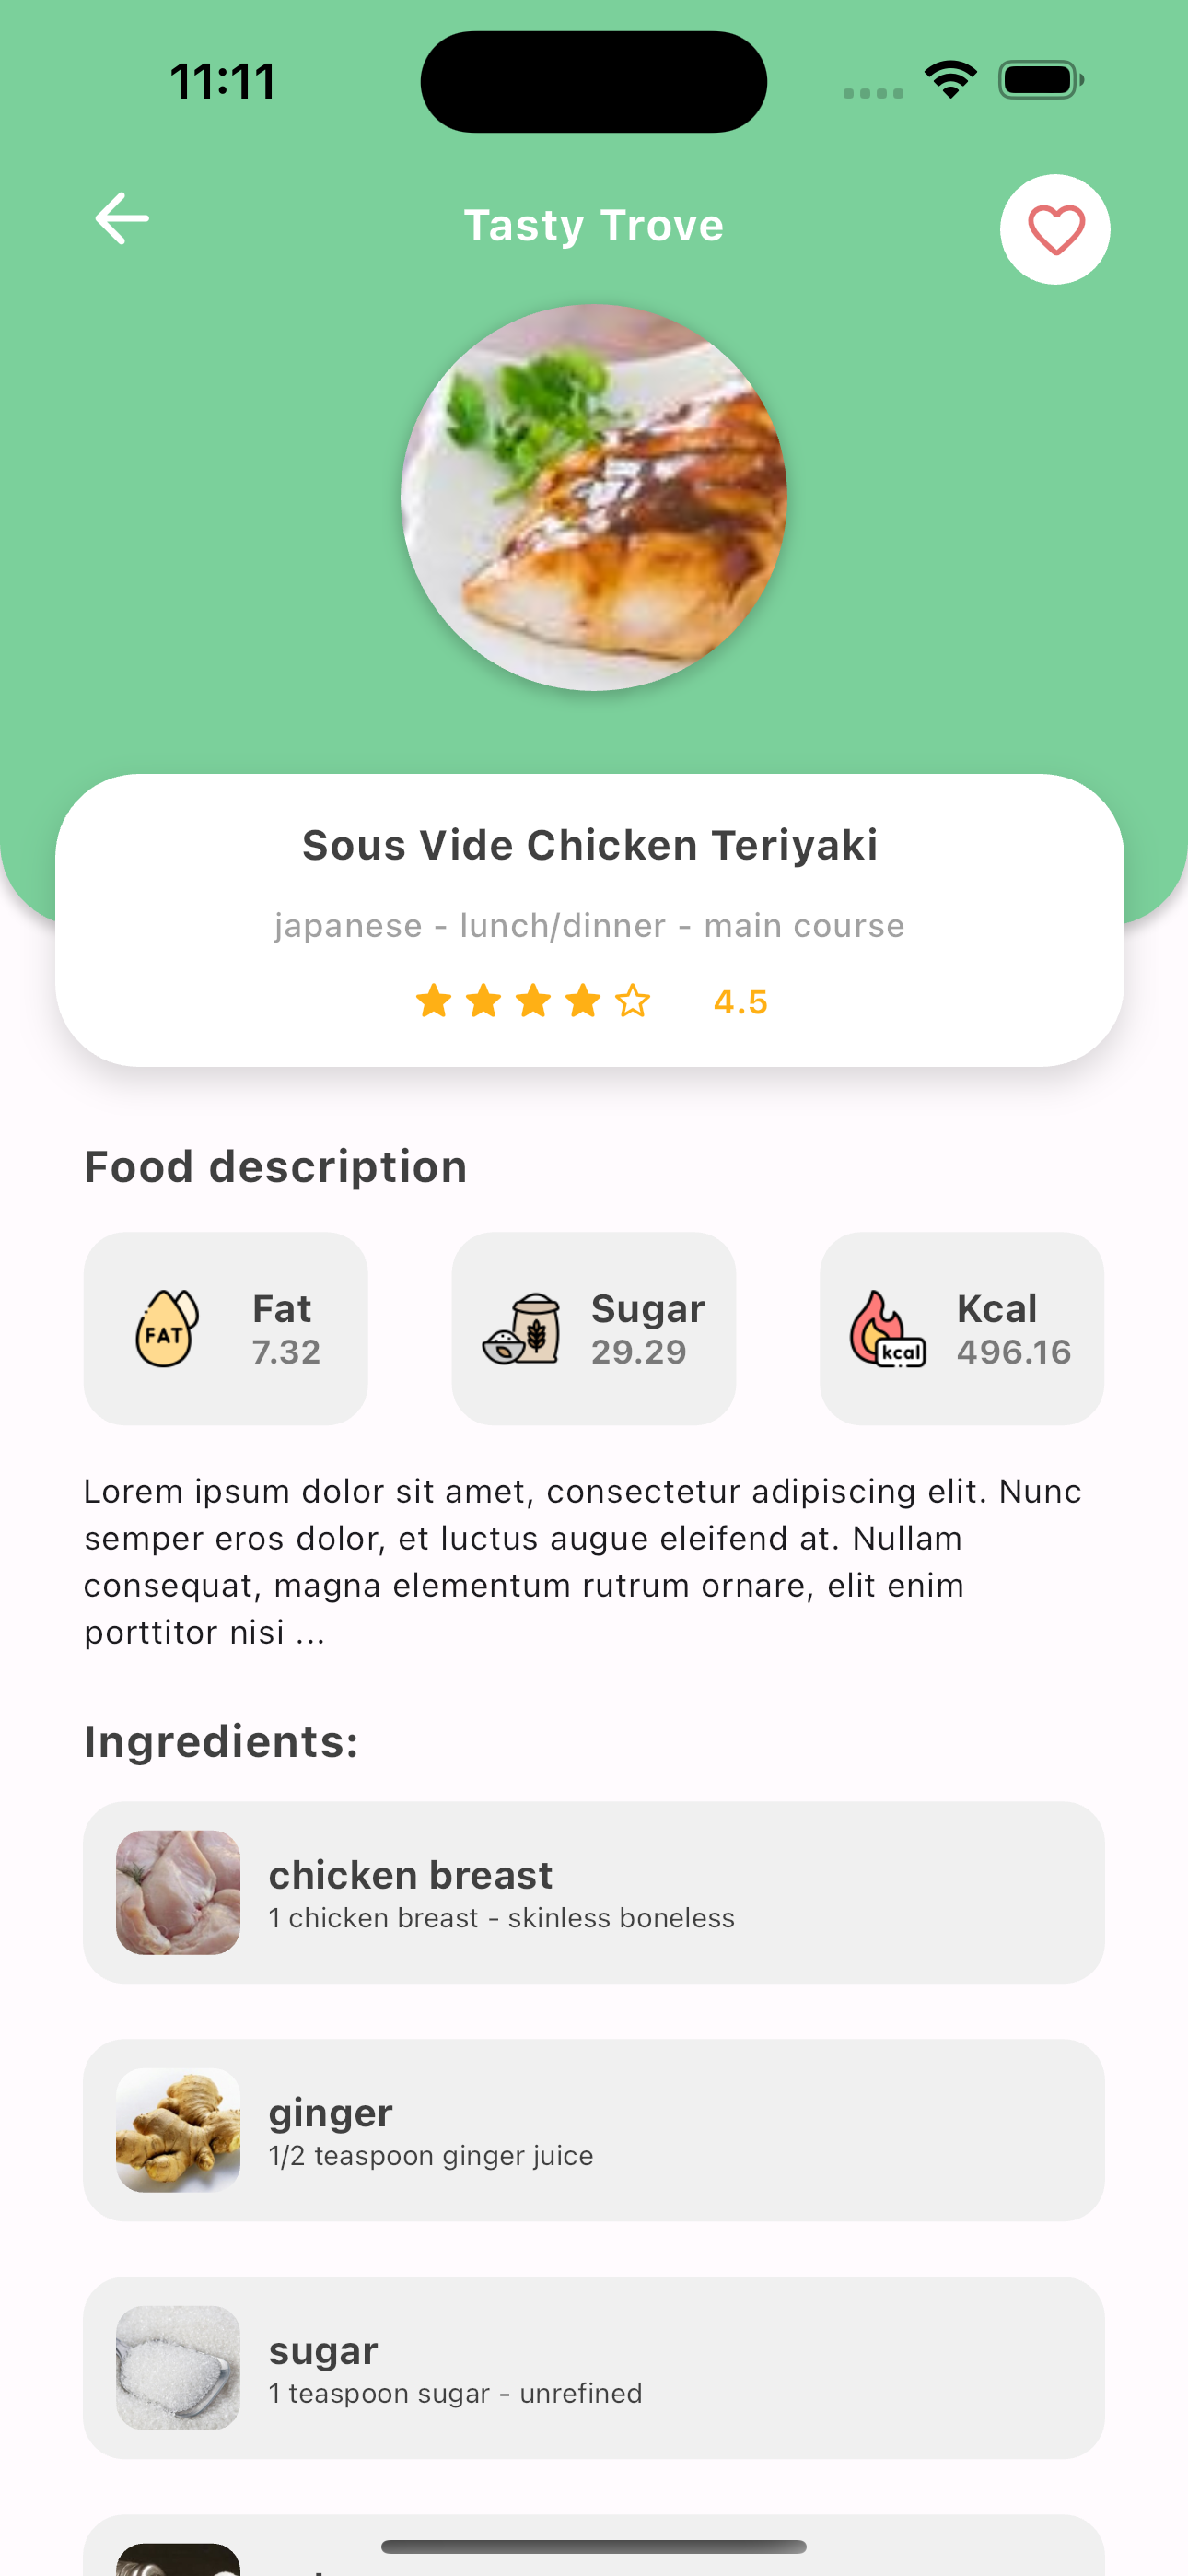 11:11
Tasty Trove
Sous Vide Chicken Teriyaki
japanese - lunch/dinner - main course
4.5
Food description
FAT
Fat
7.32
Sugar
29.29
kcal
Kcal
496.16
Lorem ipsum dolor sit amet, consectetur adipiscing elit. Nunc
semper eros dolor, et luctus augue eleifend at. Nullam
consequat, magna elementum rutrum ornare, elit enim
porttitor nisi ...
Ingredients:
chicken breast
1 chicken breast - skinless boneless
ginger
1/2 teaspoon ginger juice
sugar
1 teaspoon sugar - unrefined